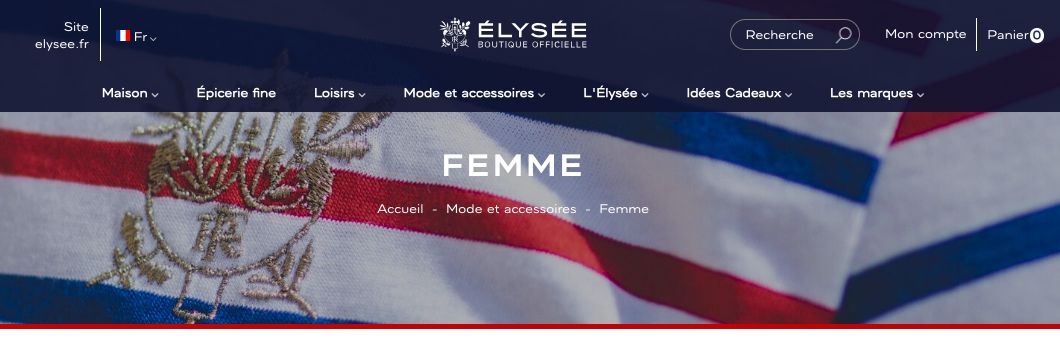 Site
elysee.fr
Fr
ÉLYSÉE
BOUTIQUE OFFICIELLE
Recherche
Mon compte
Panier 0
Maison
Épicerie fine
Loisirs
Mode et accessoires
L'Élysée
Idées Cadeaux
Les marques
FEMME
Accueil - Mode et accessoires - Femme
RF